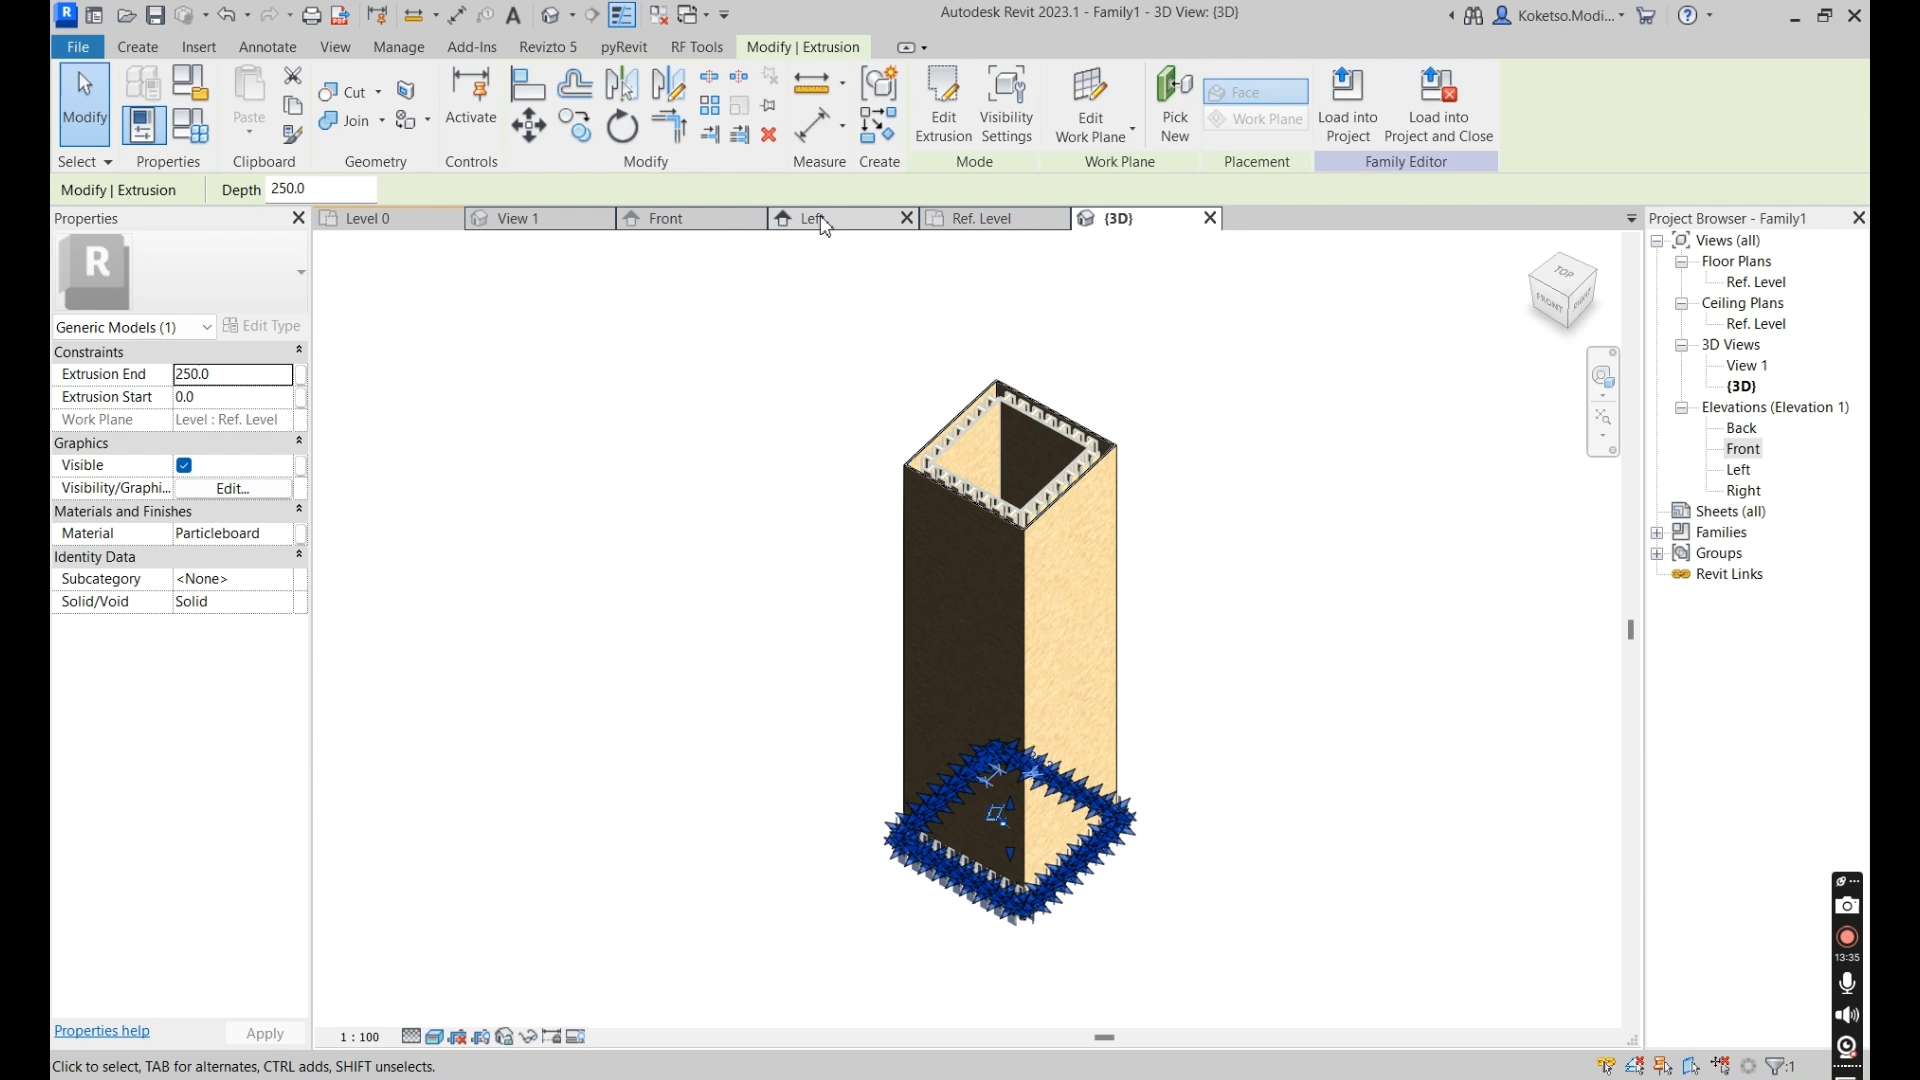 Autodesk Revit 2023.1 - Family1 - 3D View: {3D}
Koketso.Modi...
File Create Insert Annotate View Manage Add-Ins Revizto 5 pyRevit RF Tools Modify | Extrusion
Modify
Paste
Cut
Join
Activate
Edit Extrusion
Visibility Settings
Edit Work Plane
Pick New
Face
Work Plane
Load into Project
Load into Project and Close
Select Properties Clipboard Geometry Controls Modify Measure Create Mode Work Plane Placement Family Editor
Modify | Extrusion Depth 250.0
Properties
Level 0 View 1 Front Left Ref. Level {3D}
Project Browser - Family1
R
Generic Models (1) Edit Type
Constraints
Extrusion End 250.0
Extrusion Start 0.0
Work Plane Level : Ref. Level
Graphics
Visible
Visibility/Graphi... Edit...
Materials and Finishes
Material Particleboard
Identity Data
Subcategory <None>
Solid/Void Solid
TOP
FRONT RIGHT
Views (all)
Floor Plans
Ref. Level
Ceiling Plans
Ref. Level
3D Views
View 1
{3D}
Elevations (Elevation 1)
Back
Front
Left
Right
Sheets (all)
Families
Groups
Revit Links
13:35
Properties help Apply
1 : 100
Click to select, TAB for alternates, CTRL adds, SHIFT unselects.
:1